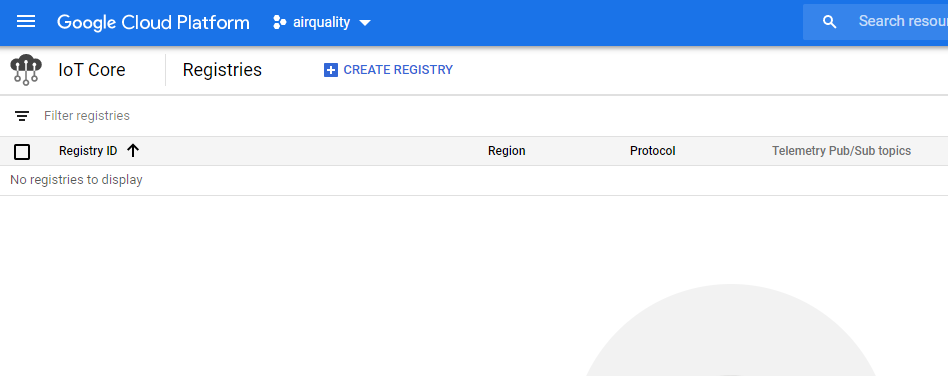 Google Cloud Platform airquality Search resou
IoT Core Registries CREATE REGISTRY
Filter registries
Registry ID Region Protocol Telemetry Pub/Sub topics
No registries to display